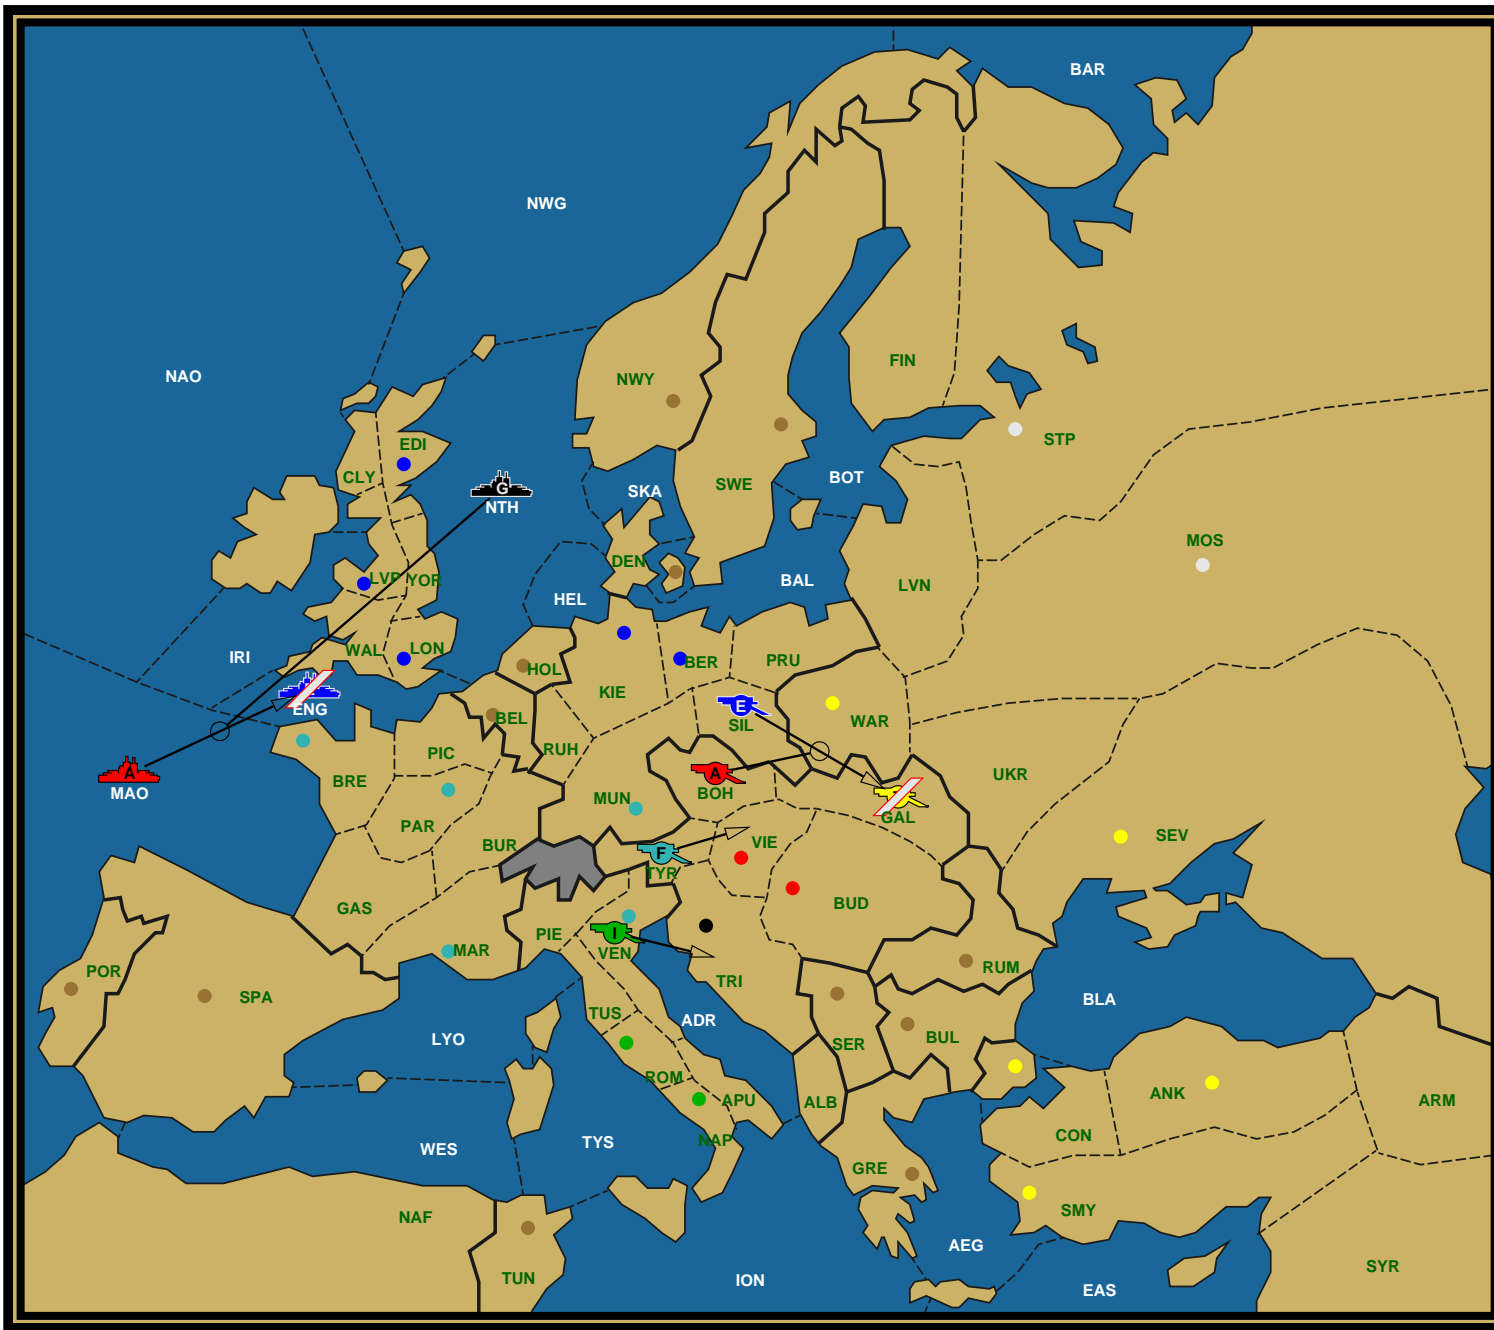 BAR
NWG
NAO
FIN
NWY
STP
EDI
CLY
SWE
BOT
SKA
G
NTH
MOS
DEN
LVP
YOR
BAL
LVN
HEL
IRI
WAL
LON
HOL
BER
PRU
KIE
ENG
E
SIL
WAR
BEL
RUH
PIC
UKR
A
MAO
BRE
A
BOH
MUN
GAL
PAR
SEV
BUR
VIE
F
TYR
GAS
BUD
I
PIE
VEN
MAR
POR
SPA
TRI
RUM
BLA
TUS
ADR
LYO
SER
BUL
ROM
APU
ALB
ANK
ARM
CON
NAP
TYS
WES
GRE
SMY
NAF
AEG
SYR
TUN
ION
EAS